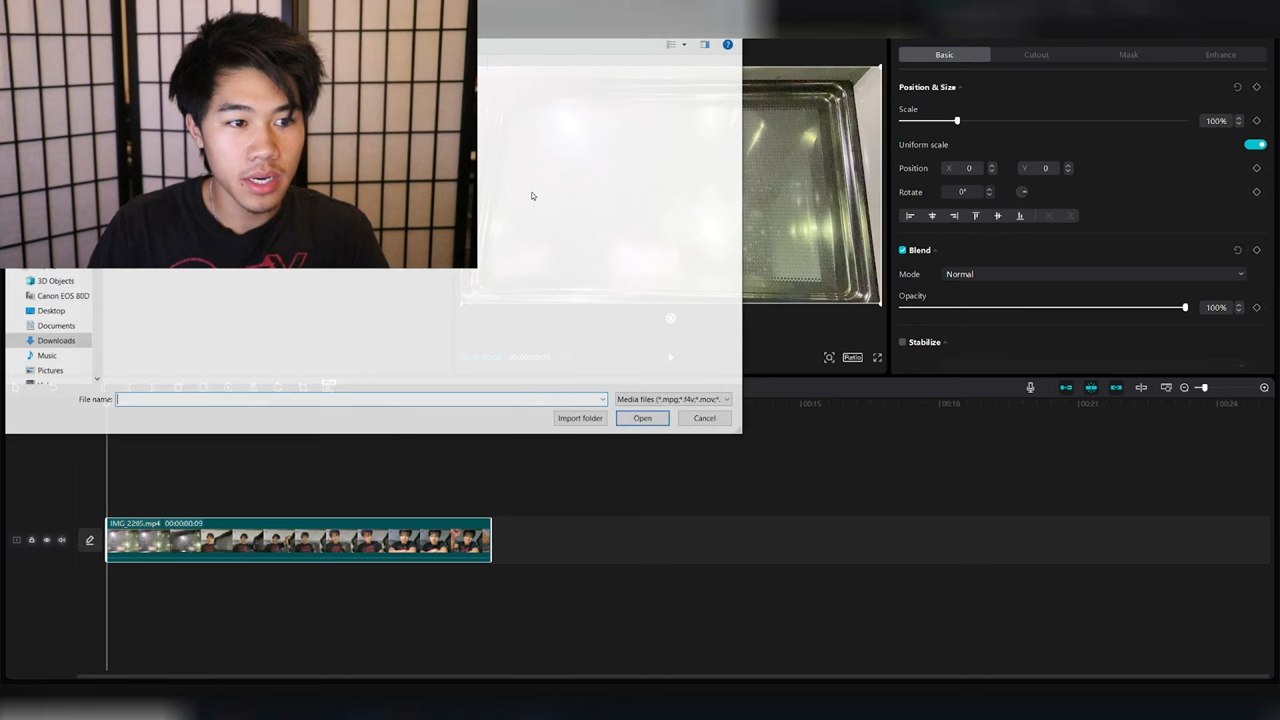 Basic Cutout Mask Enhance
Position & Size
Scale
100%
Uniform scale
Position X 0 Y 0
Rotate 0°
Blend
Mode Normal
Opacity
100%
Stabilize
3D Objects
Canon EOS 80D
Desktop
Documents
Downloads
Music
Pictures
File name: Media files (*.mpg;*.f4v;*.mov;*.
Import folder Open Cancel
Ratio
00:15 00:18 00:21 00:24
IMG_2265.mp4 00:00:00:09